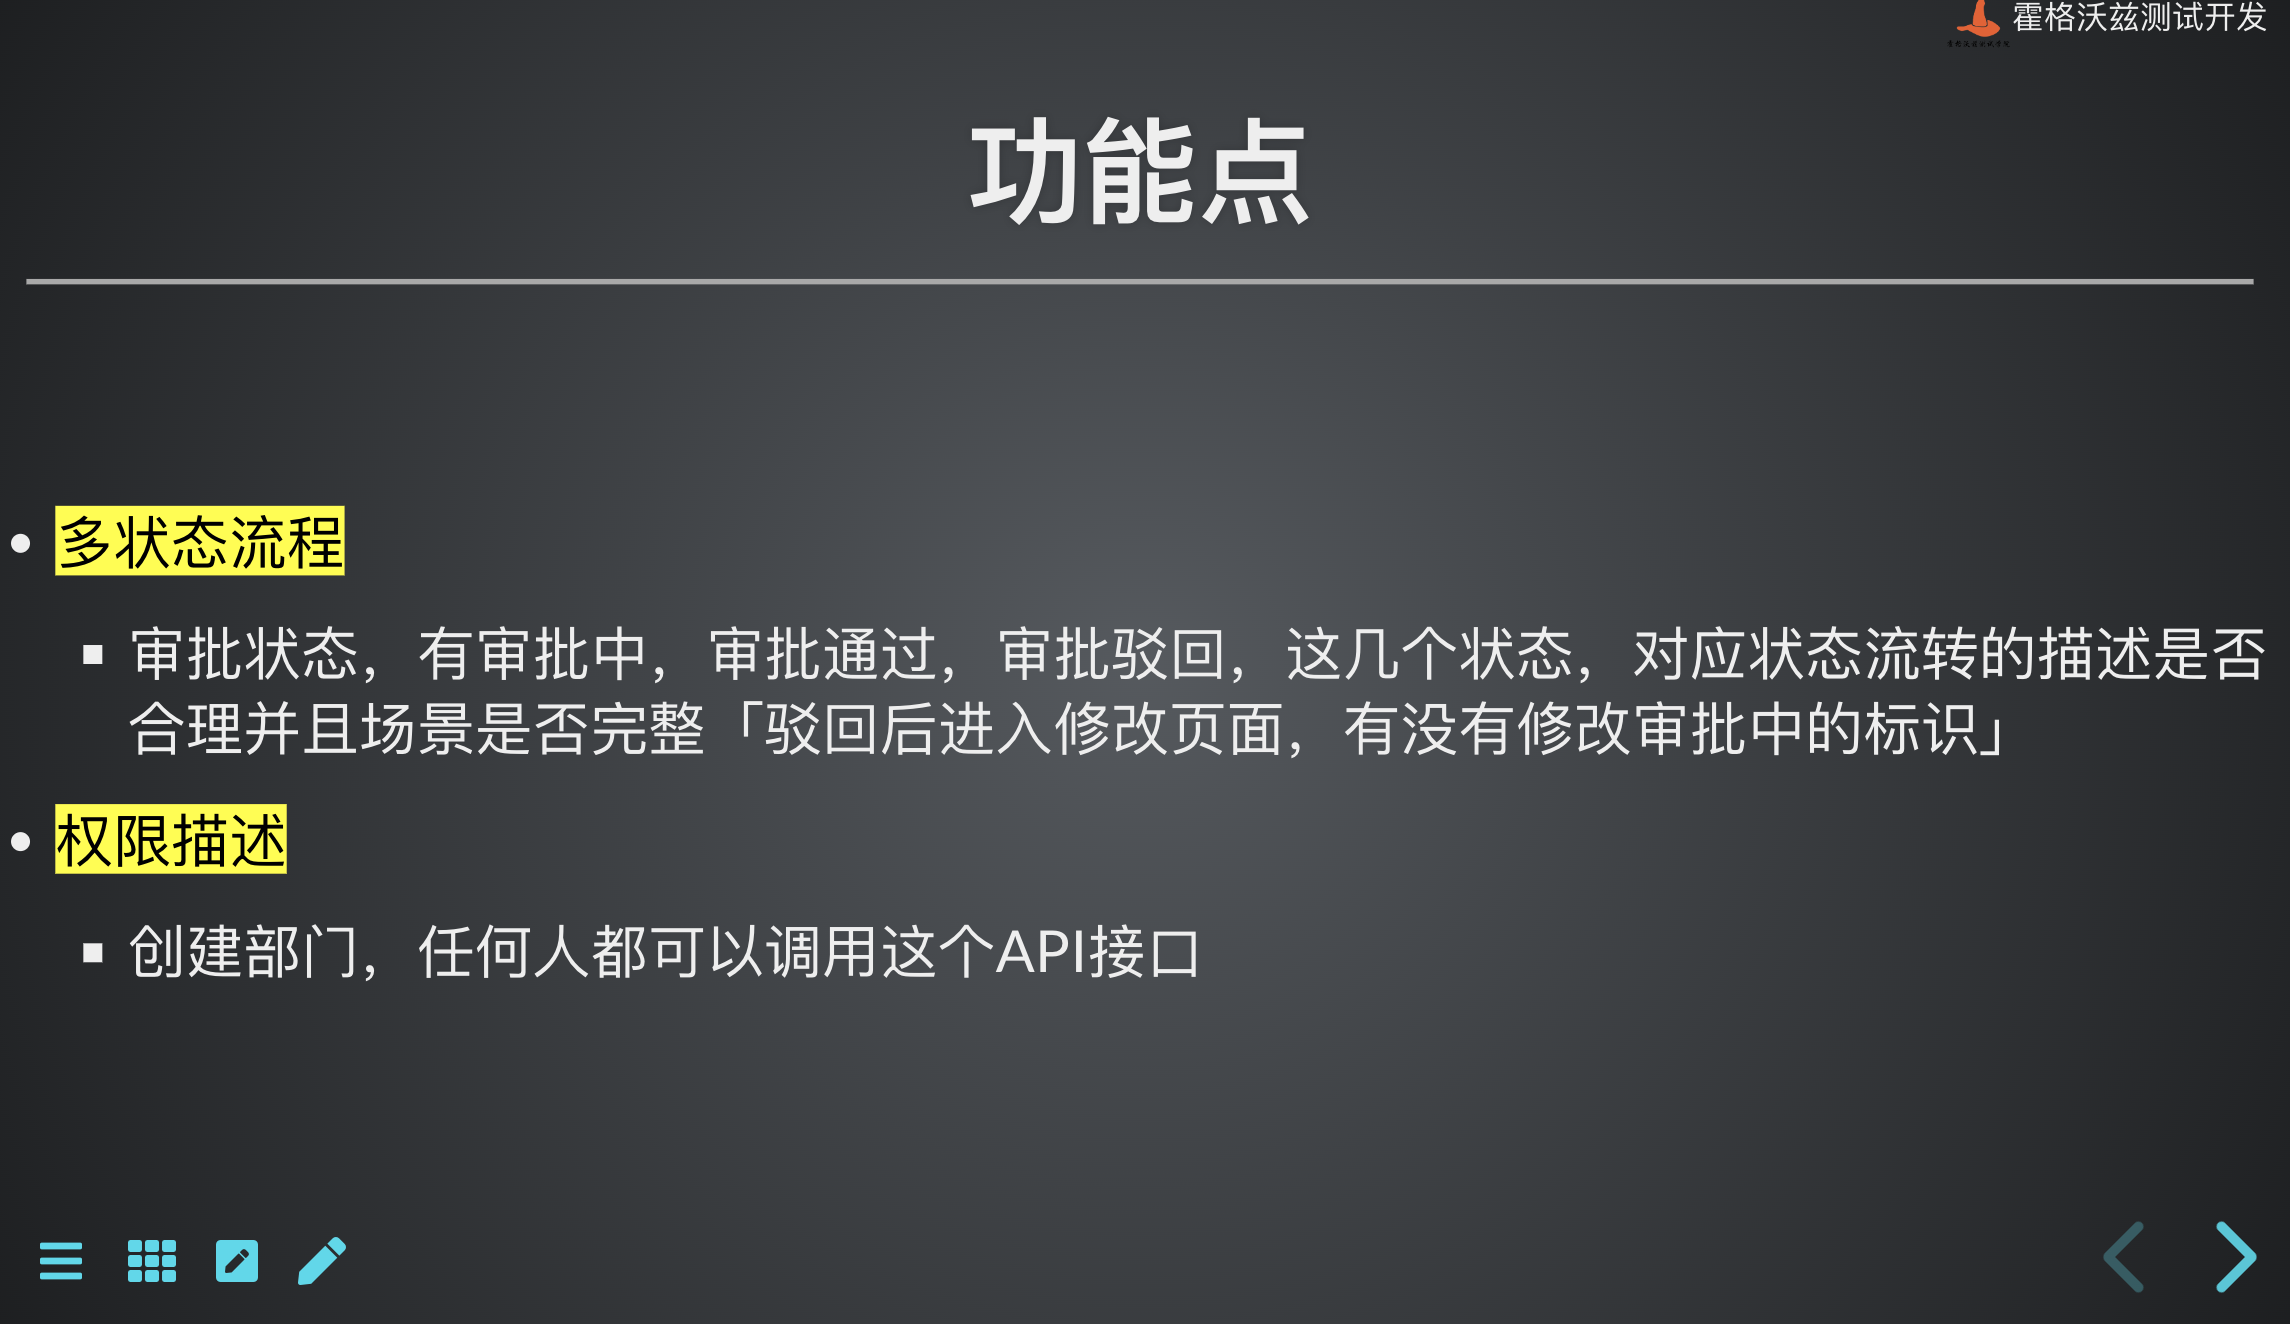 霍格沃兹测试开发
功能点
多状态流程
审批状态，有审批中，审批通过，审批驳回，这几个状态，对应状态流转的描述是否
合理并且场景是否完整「驳回后进入修改页面，有没有修改审批中的标识」
权限描述
创建部门，任何人都可以调用这个API接口